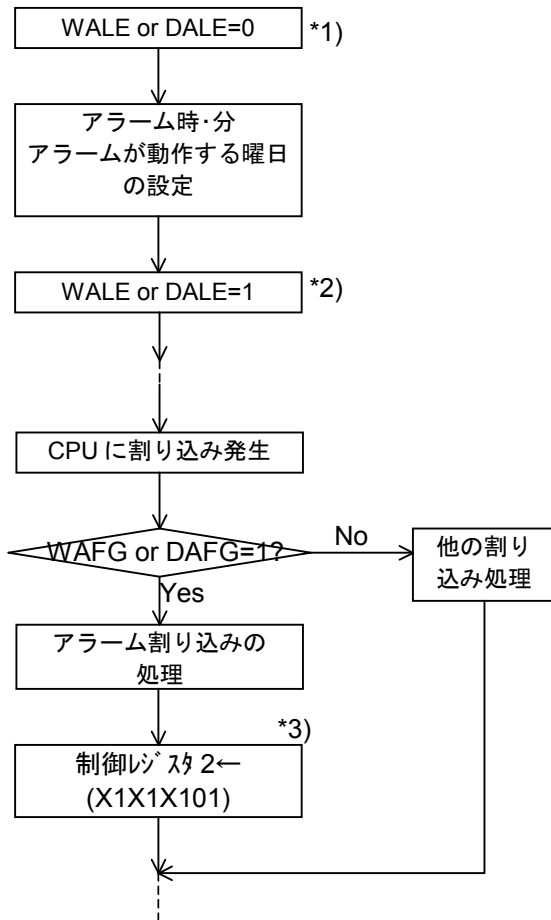 WALE or DALE=0
*1)
アラーム時･分
アラームが動作する曜日
の設定
WALE or DALE=1
*2)
CPU に割り込み発生
WAFG or DAFG=1?
No
他の割り
込み処理
Yes
アラーム割り込みの
処理
*3)
制御ﾚｼﾞｽﾀ 2←
(X1X1X101)